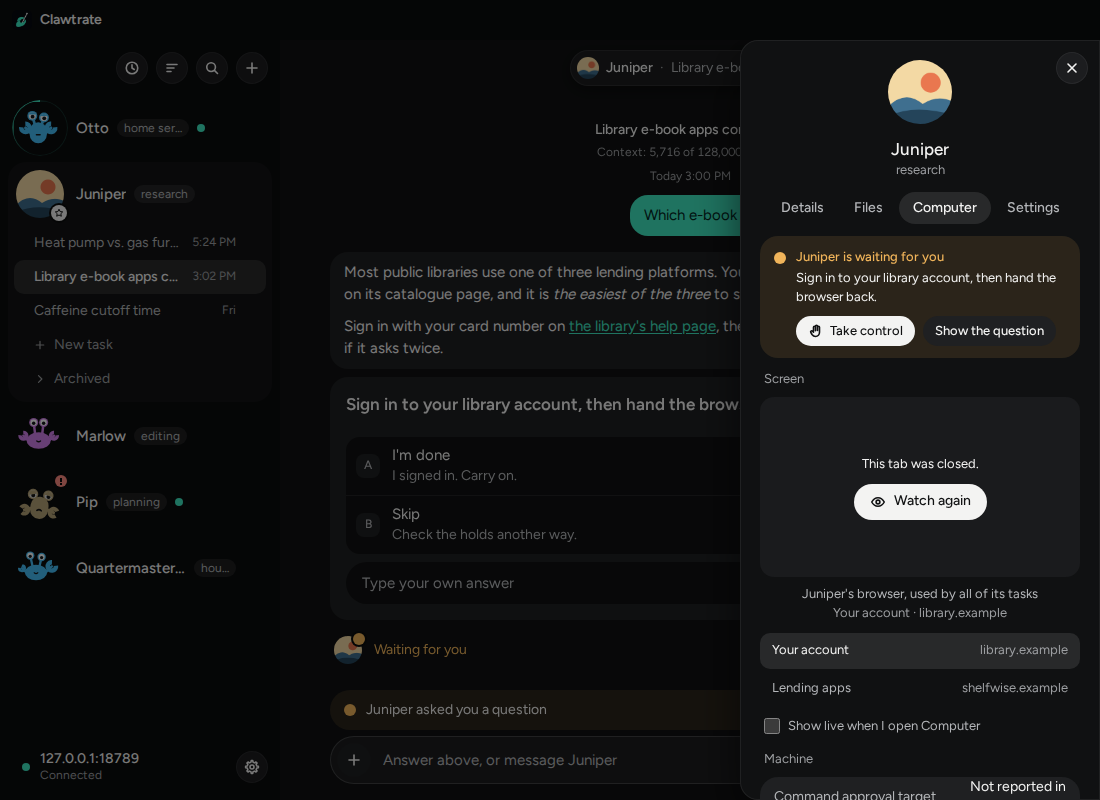 Clawtrate
Otto
home ser...
Juniper
research
Heat pump vs. gas fur...
5:24 PM
Library e-book apps c...
3:02 PM
Caffeine cutoff time
Fri
New task
Archived
Marlow
editing
Pip
planning
Quartermaster...
hou...
127.0.0.1:18789
Connected
Juniper · Library e-b
Library e-book apps co
Context: 5,716 of 128,000
Today 3:00 PM
Which e-book
Most public libraries use one of three lending platforms. You
on its catalogue page, and it is the easiest of the three to s
Sign in with your card number on the library's help page, the
if it asks twice.
Sign in to your library account, then hand the brow
A
I'm done
I signed in. Carry on.
B
Skip
Check the holds another way.
Type your own answer
Waiting for you
Juniper asked you a question
Answer above, or message Juniper
Juniper
research
Details
Files
Computer
Settings
Juniper is waiting for you
Sign in to your library account, then hand the
browser back.
Take control
Show the question
Screen
This tab was closed.
Watch again
Juniper's browser, used by all of its tasks
Your account · library.example
Your account
library.example
Lending apps
shelfwise.example
Show live when I open Computer
Machine
Command approval target
Not reported in